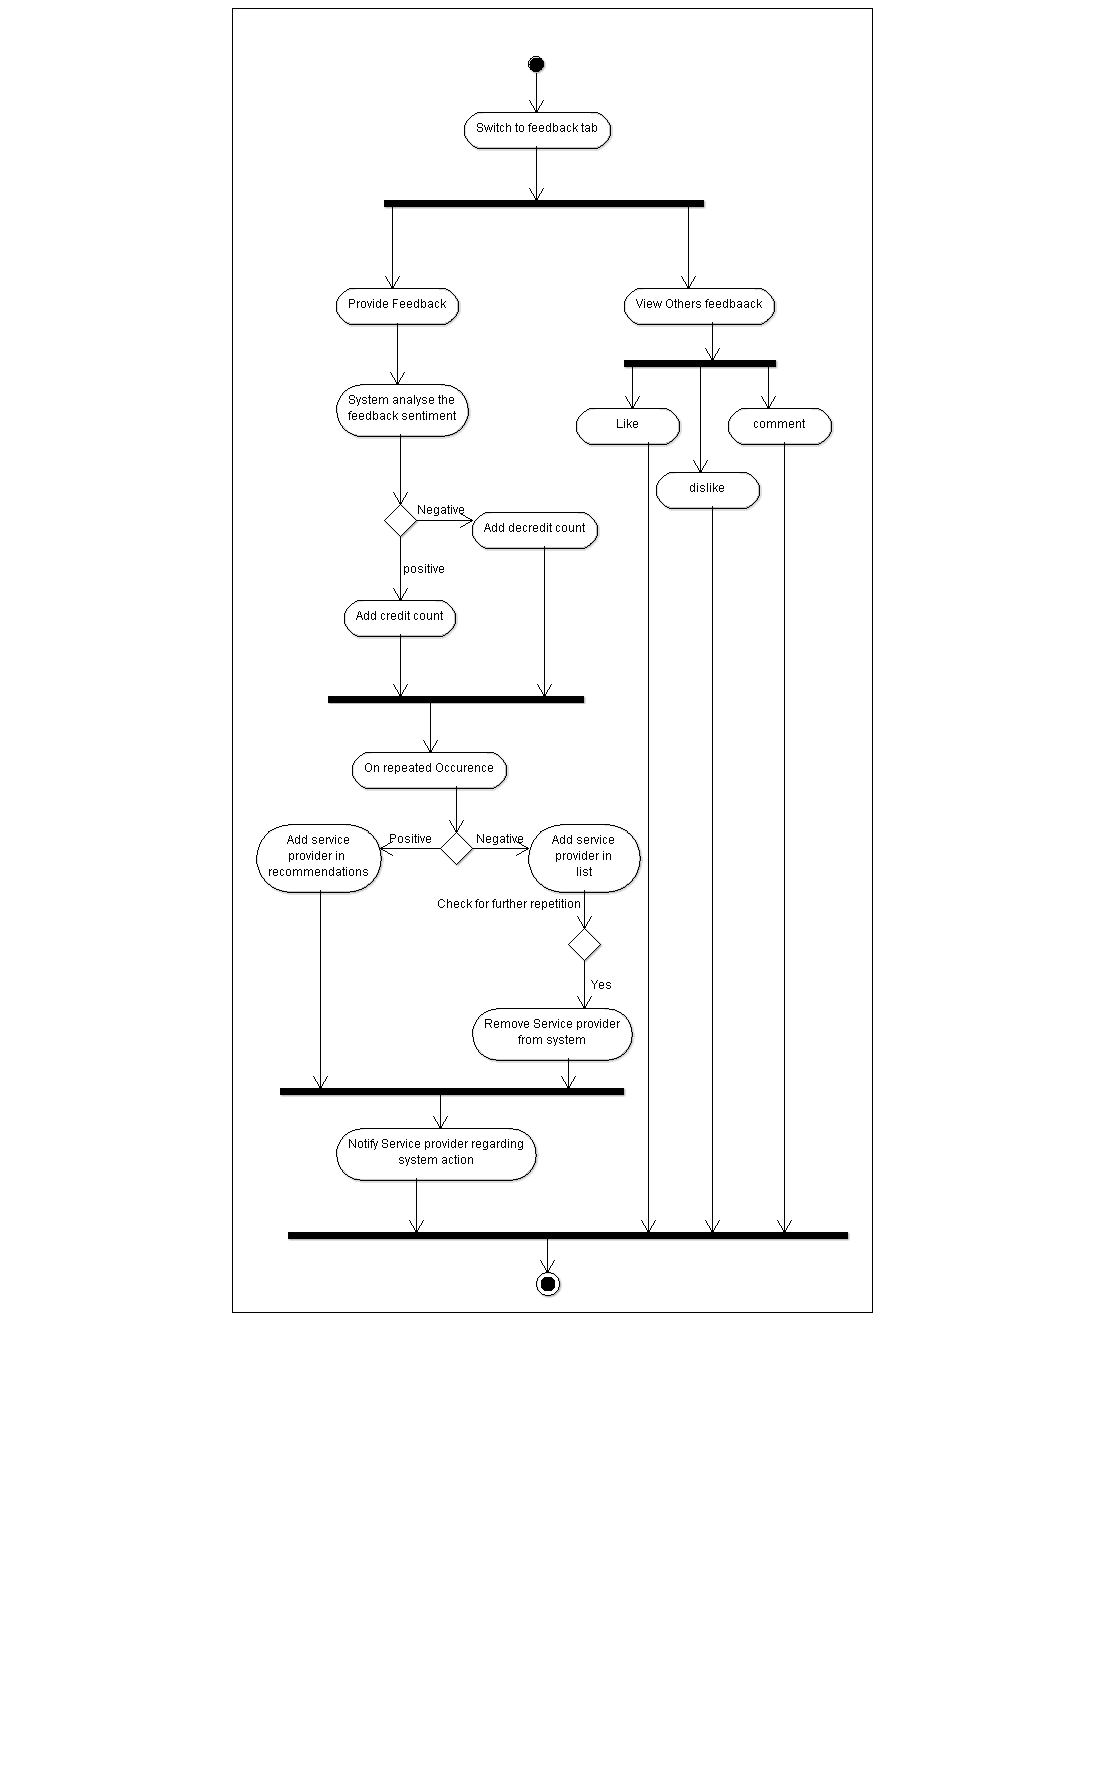 Switch to feedback tab
Provide Feedback
View Others feedbaack
System analyse the
feedback sentiment
Like
comment
dislike
Negative
Add decredit count
positive
Add credit count
On repeated Occurence
Positive
Negative
Add service
provider in
recommendations
Add service
provider in
list
Check for further repetition
Yes
Remove Service provider
from system
Notify Service provider regarding
system action